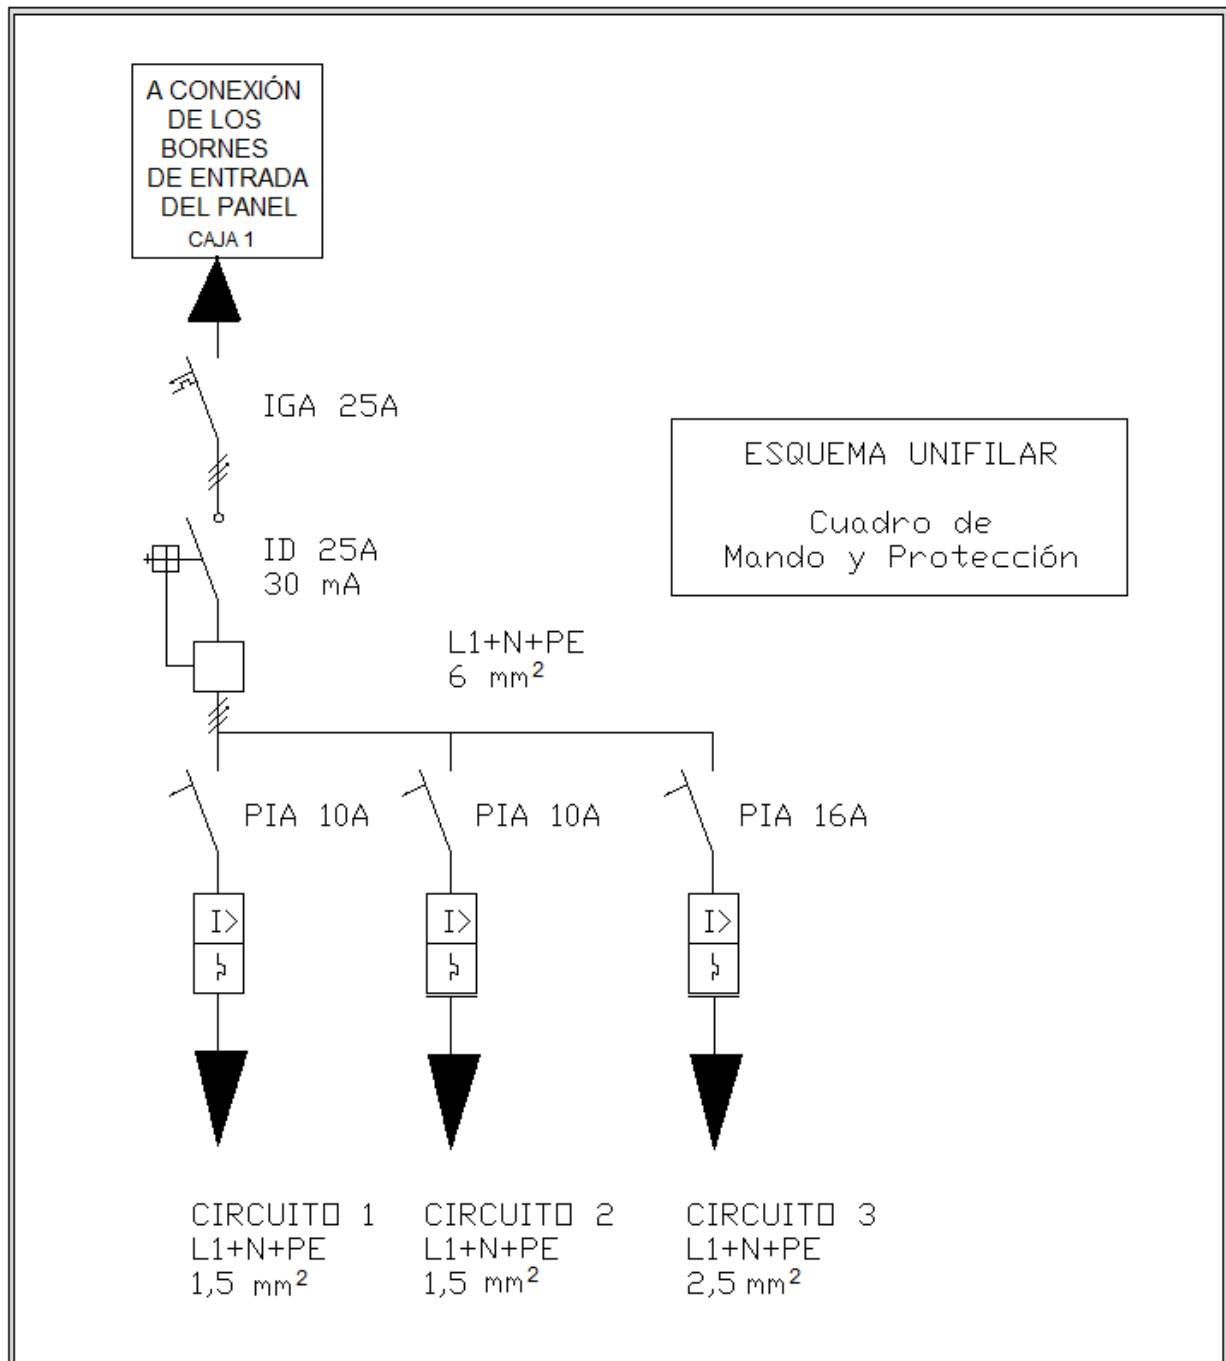 A CONEXIÓN
DE LOS
BORNES
DE ENTRADA
DEL PANEL
CAJA 1
IGA 25A
ESQUEMA UNIFILAR
Cuadro de
Mando y Protección
ID 25A
30 mA
L1+N+PE
6 mm²
PIA 10A
PIA 10A
PIA 16A
I>
I>
I>
CIRCUITO 1
L1+N+PE
1,5 mm²
CIRCUITO 2
L1+N+PE
1,5 mm²
CIRCUITO 3
L1+N+PE
2,5 mm²